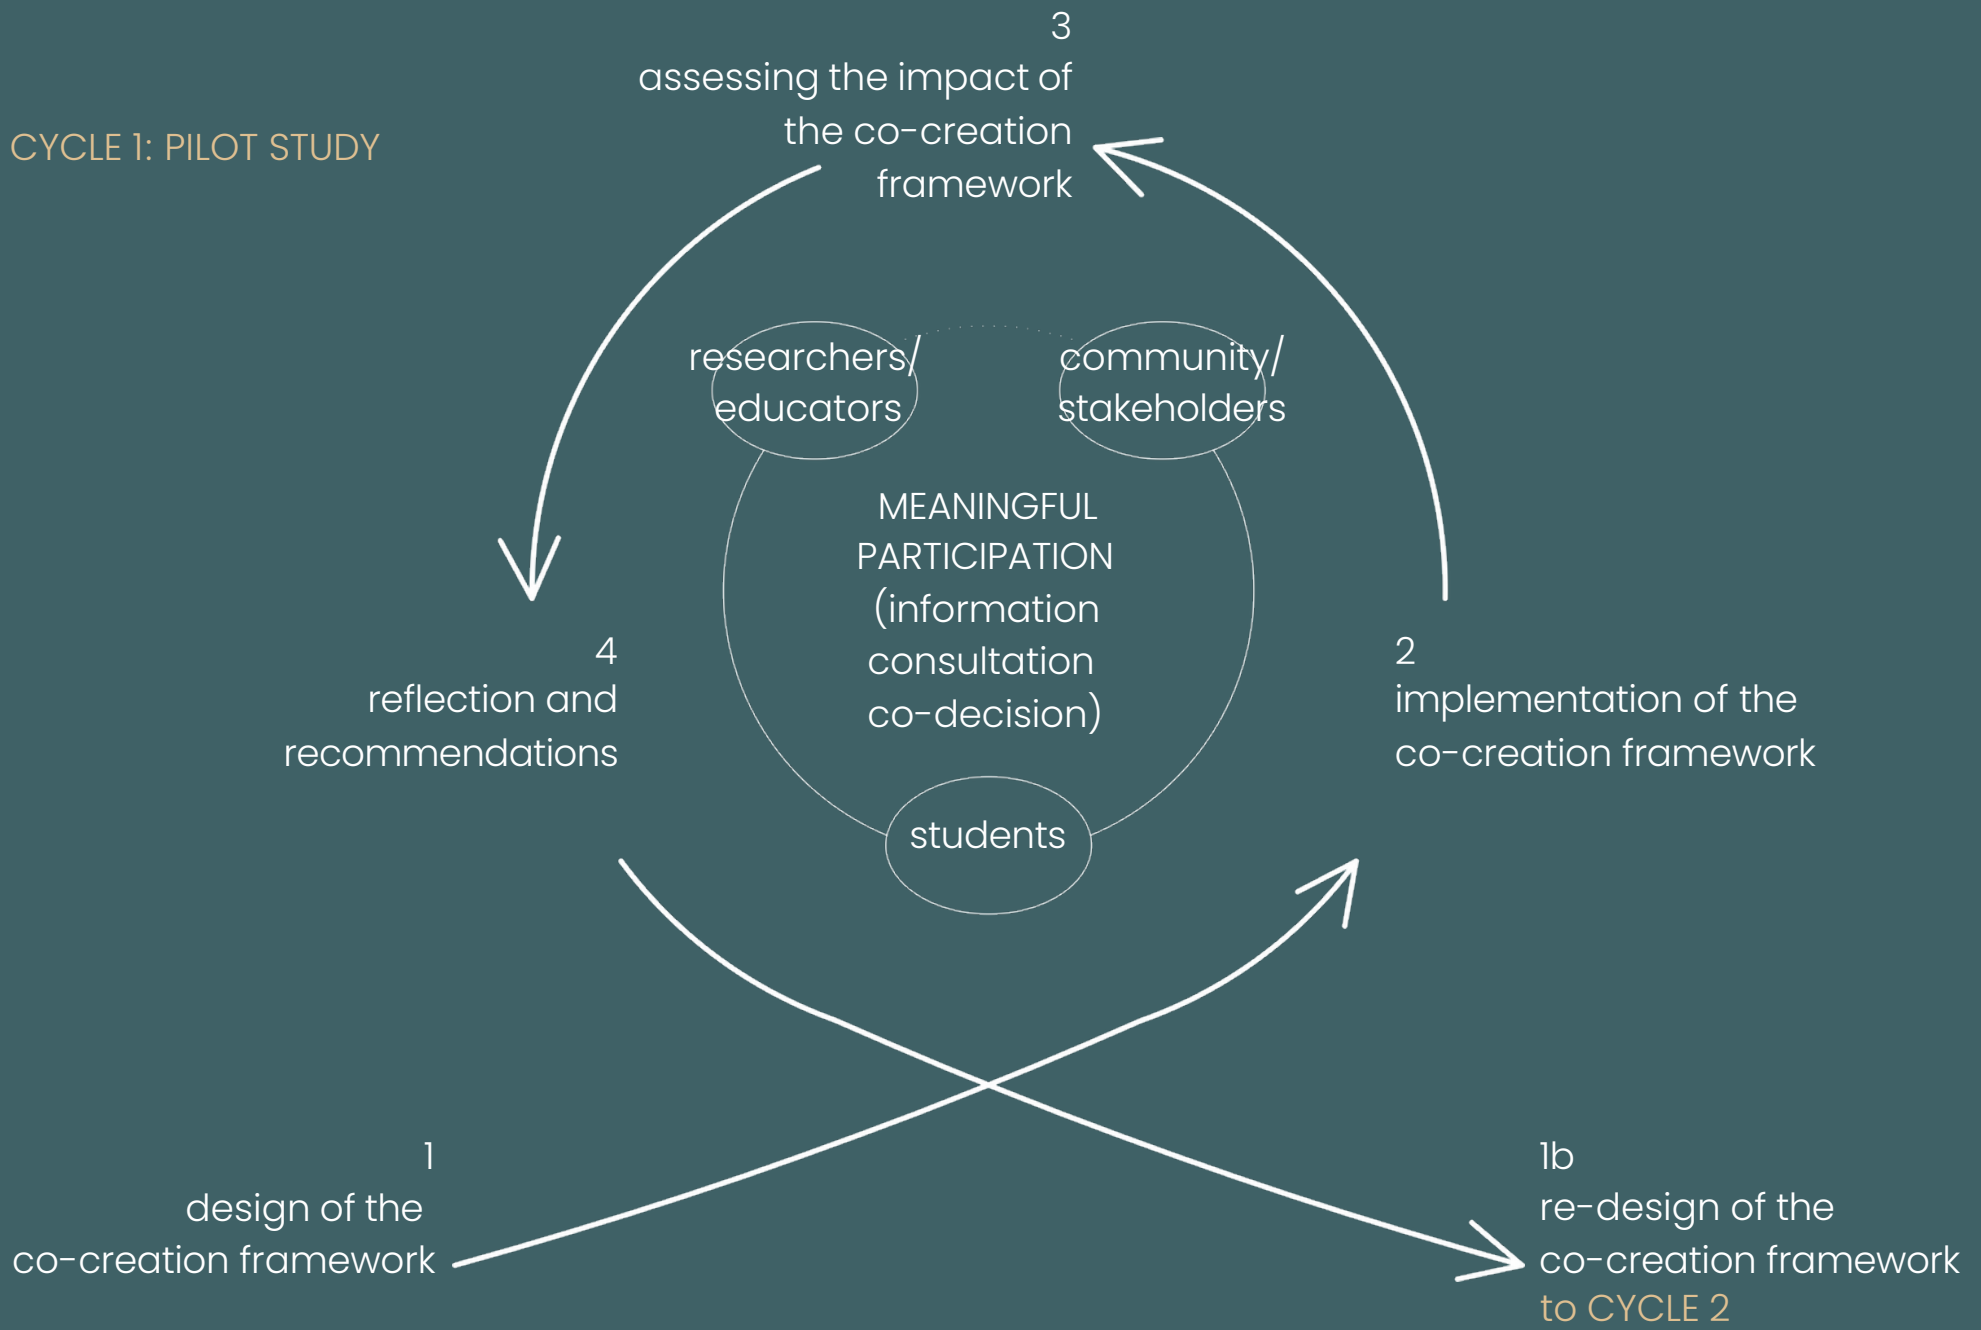 CYCLE 1: PILOT STUDY
3
assessing the impact of
the co-creation
framework
researchers/
educators
community/
stakeholders
MEANINGFUL
PARTICIPATION
(information
consultation
co-decision)
students
4
reflection and
recommendations
2
implementation of the
co-creation framework
1
design of the
co-creation framework
1b
re-design of the
co-creation framework
to CYCLE 2